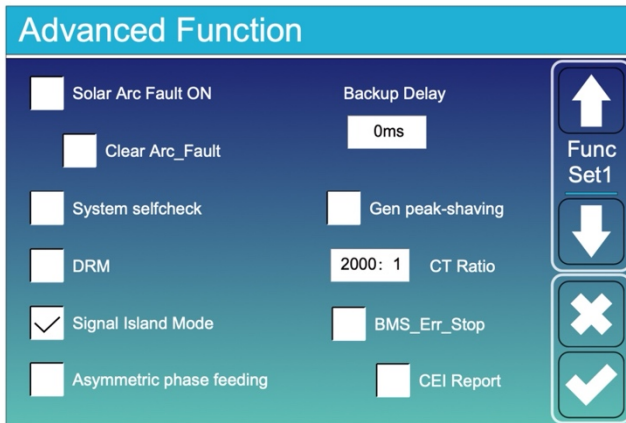 Advanced Function
Solar Arc Fault ON
Backup Delay
0ms
Clear Arc_Fault
Func
Set1
System selfcheck
Gen peak-shaving
DRM
2000: 1
CT Ratio
Signal Island Mode
BMS_Err_Stop
Asymmetric phase feeding
CEI Report